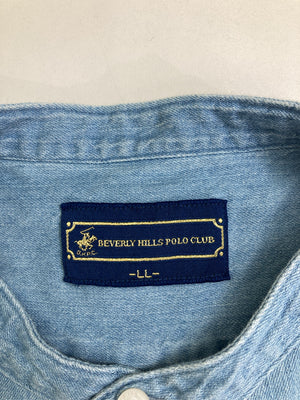 BEVERLY HILLS POLO CLUB
B.H.P.C.
-LL-